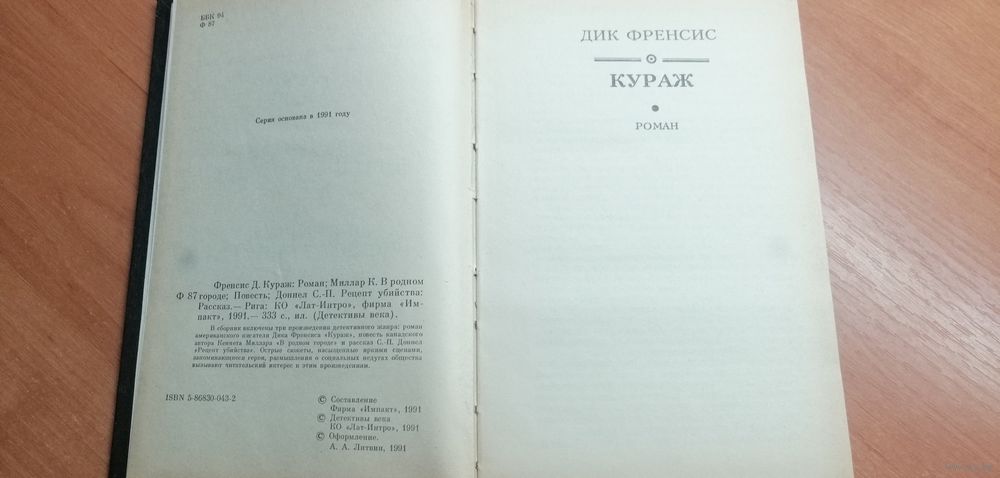 ББК 94
Ф 87
Серия основана в 1991 году
Френсис Д. Кураж: Роман; Миллар К. В родном
Ф 87 городе; Повесть; Доннел С.-П. Рецепт убийства:
Рассказ.— Рига: КО «Лат-Интро», фирма «Им-
пакт», 1991.— 333 с., ил. (Детективы века).
В сборник включены три произведения детективного жанра: роман
американского писателя Дика Френсиса «Кураж», повесть канадского
автора Кеннета Миллара «В родном городе» и рассказ С.-П. Доннел
«Рецепт убийства». Острые сюжеты, насыщенные яркими сценами,
запоминающиеся герои, размышления о социальных недугах общества
вызывают читательский интерес к этим произведениям.
ISBN 5-86830-043-2
© Составление
Фирма «Импакт», 1991
© Детективы века
КО «Лат-Интро», 1991
© Оформление.
А. А. Литвин, 1991
ДИК ФРЕНСИС
КУРАЖ
РОМАН